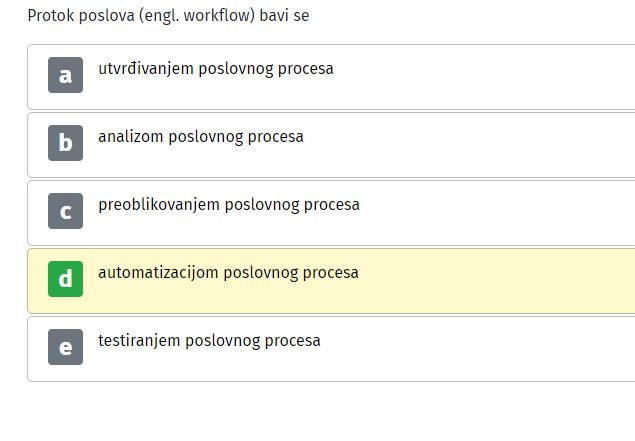 Protok poslova (engl. workflow) bavi se
a utvrđivanjem poslovnog procesa
b analizom poslovnog procesa
c preoblikovanjem poslovnog procesa
d automatizacijom poslovnog procesa
e testiranjem poslovnog procesa